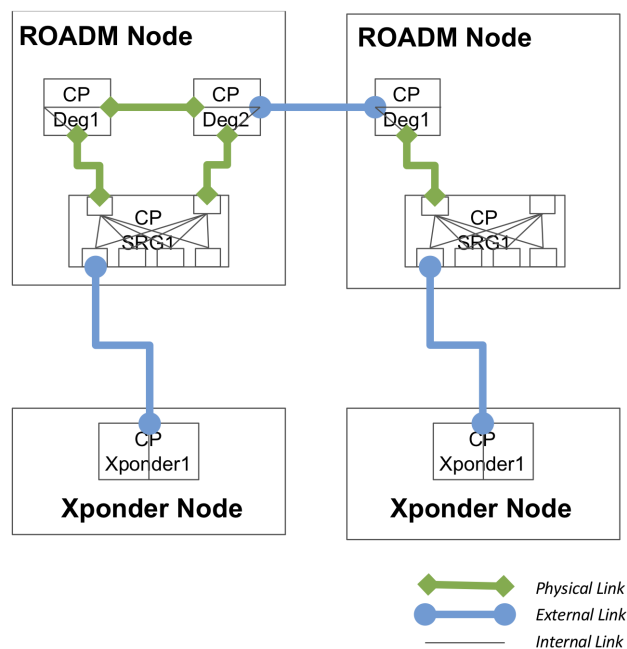 ROADM Node
CP
Deg1
CP
Deg2
CP
SRG1
ROADM Node
CP
Deg1
CP
SRG1
CP
Xponder1
Xponder Node
CP
Xponder1
Xponder Node
Physical Link
External Link
Internal Link